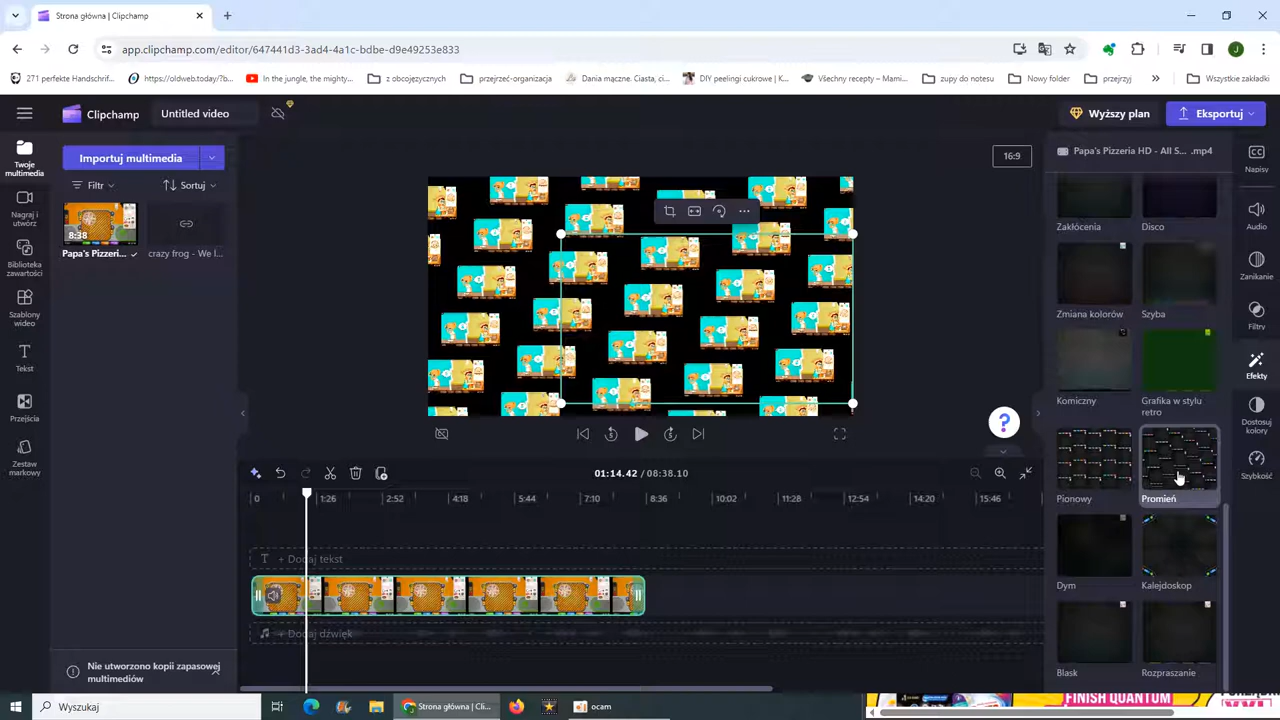 Strona główna | Clipchamp
app.clipchamp.com/editor/647441d3-3ad4-4a1c-bdbe-d9e49253e833
J
271 perfekte Handschrif...
https://oldweb.today/?b...
In the jungle, the mighty...
z obcojęzycznych
przejrzeć-organizacja
Dania mączne. Ciasta, ci...
DIY peelingi cukrowe | K...
Všechny recepty – Mami...
zupy do notesu
New folder
przejrzyj
»
Wszystkie zakładki
Clipchamp
Untitled video
Wyższy plan
Eksportuj
Twoje multimedia
Nagraj i utwórz
Biblioteka zawartości
Szablony wideo
Tekst
Przejścia
Zestaw markowy
Importuj multimedia
Filtr
Sortuj
8:38
Papa's Pizzeri...
crazy frog - We l...
Nie utworzono kopii zapasowej
multimediów
16:9
5
5
?
01:14.42 / 08:38.10
0
1:26
2:52
4:18
5:44
7:10
8:36
10:02
11:28
12:54
14:20
15:46
T + Dodaj tekst
+ Dodaj dźwięk
Papa's Pizzeria HD - All S... .mp4
Zakłócenia
Disco
Zmiana kolorów
Szyba
Komiczny
Grafika w stylu
retro
Pionowy
Promień
Dym
Kalejdoskop
Blask
Rozpraszanie
CC
Napisy
Audio
Zanikanie
Filtry
Efekty
Dostosuj kolory
Szybkość
Wyszukaj
Strona główna | Cli...
ocam
FINISH QUANTUM